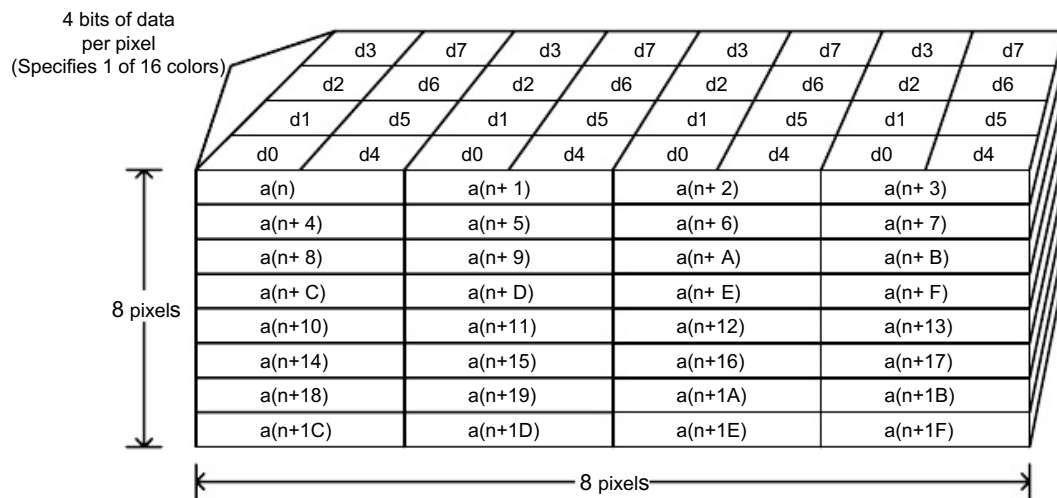 4 bits of data
per pixel
(Specifies 1 of 16 colors)
d3 d7 d3 d7 d3 d7 d3 d7
d2 d6 d2 d6 d2 d6 d2 d6
d1 d5 d1 d5 d1 d5 d1 d5
d0 d4 d0 d4 d0 d4 d0 d4
a(n) a(n+ 1) a(n+ 2) a(n+ 3)
a(n+ 4) a(n+ 5) a(n+ 6) a(n+ 7)
a(n+ 8) a(n+ 9) a(n+ A) a(n+ B)
a(n+ C) a(n+ D) a(n+ E) a(n+ F)
8 pixels
a(n+10) a(n+11) a(n+12) a(n+13)
a(n+14) a(n+15) a(n+16) a(n+17)
a(n+18) a(n+19) a(n+1A) a(n+1B)
a(n+1C) a(n+1D) a(n+1E) a(n+1F)
8 pixels